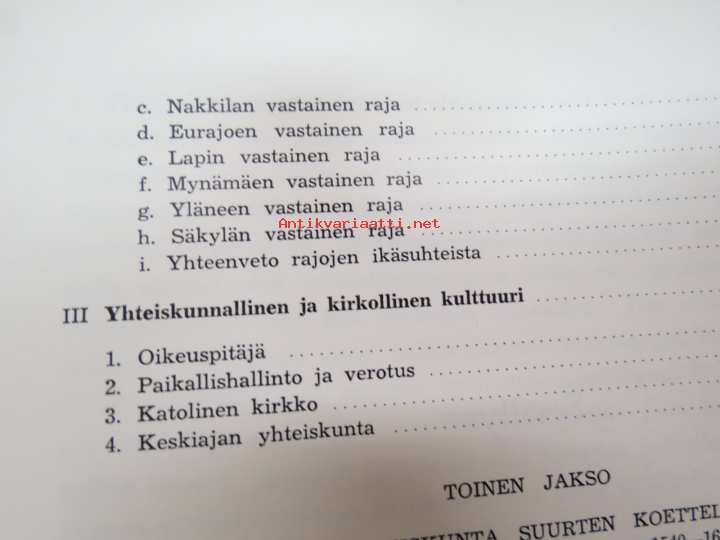 c. Nakkilan vastainen raja
d. Eurajoen vastainen raja
e. Lapin vastainen raja
f. Mynämäen vastainen raja
g. Yläneen vastainen raja
Antikvariaatti.net
h. Säkylän vastainen raja
i. Yhteenveto rajojen ikäsuhteista
III Yhteiskunnallinen ja kirkollinen kulttuuri
1. Oikeuspitäjä
2. Paikallishallinto ja verotus
3. Katolinen kirkko
4. Keskiajan yhteiskunta
TOINEN JAKSO
SUURTEN